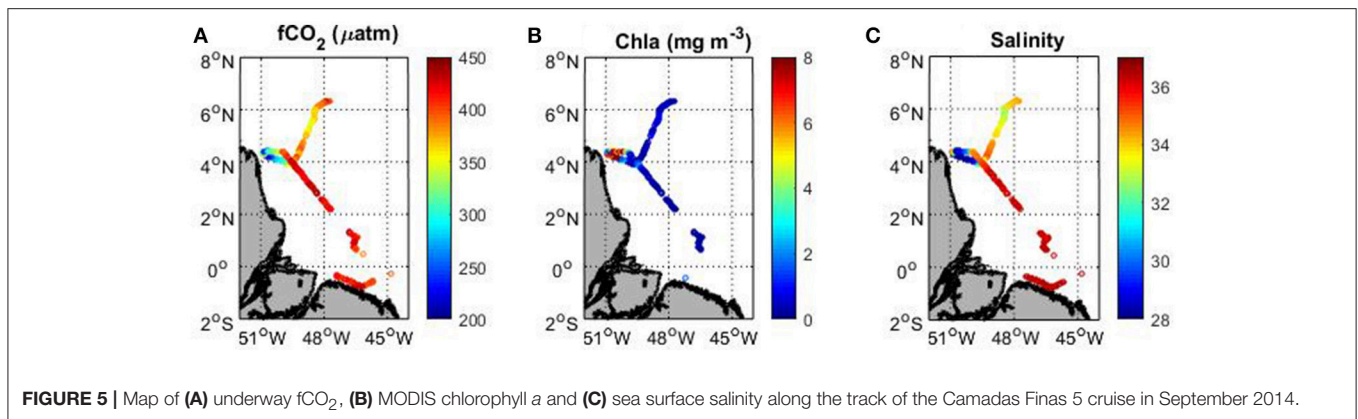 A fCO₂ (µatm)
8°N
6°N
4°N
2°N
0°
2°S
51°W 48°W 45°W
450
400
350
300
250
200
B Chla (mg m⁻³)
8°N
6°N
4°N
2°N
0°
2°S
51°W 48°W 45°W
8
6
4
2
0
C Salinity
8°N
6°N
4°N
2°N
0°
2°S
51°W 48°W 45°W
36
34
32
30
28
FIGURE 5 | Map of (A) underway fCO₂, (B) MODIS chlorophyll a and (C) sea surface salinity along the track of the Camadas Finas 5 cruise in September 2014.